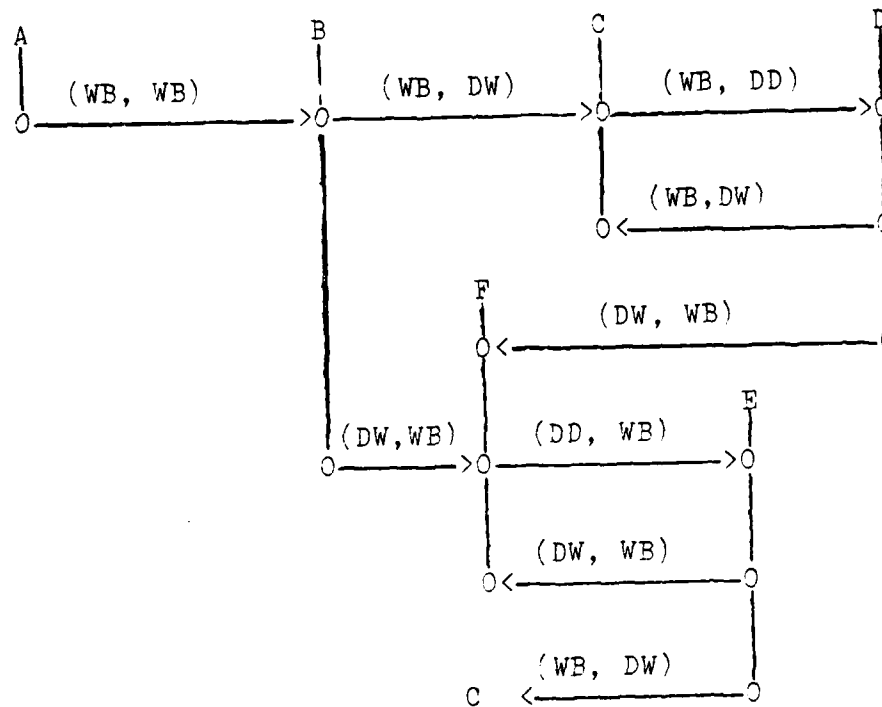 A B C D
(WB, WB) (WB, DW) (WB, DD)
(WB,DW)
F (DW, WB)
E
(DW,WB) (DD, WB)
(DW, WB)
(WB, DW)
C